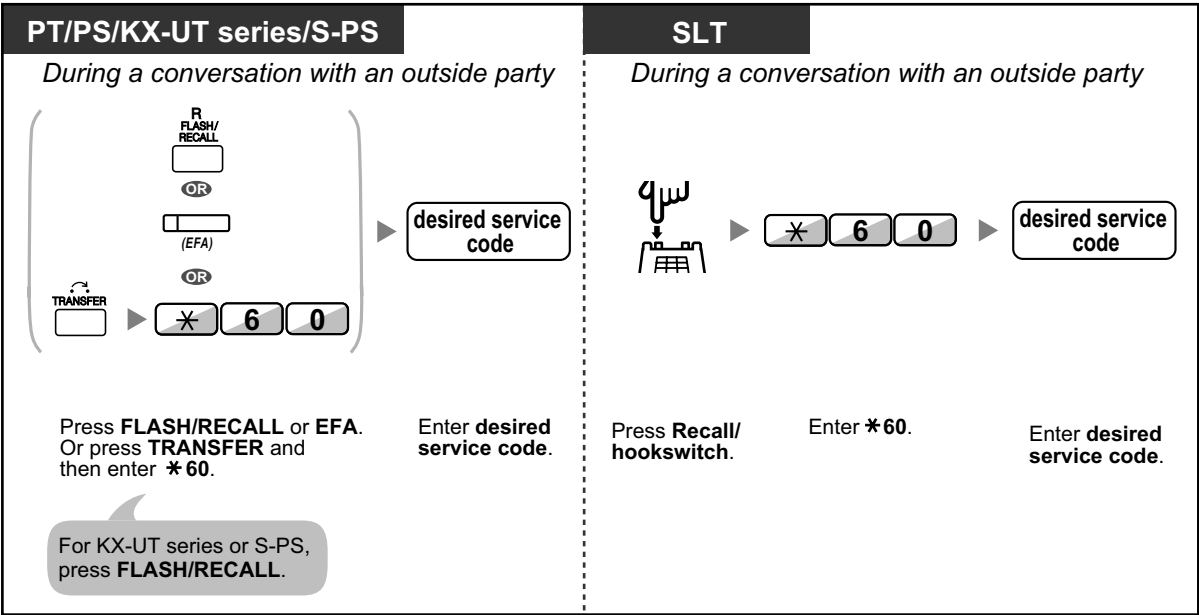 PT/PS/KX-UT series/S-PS
During a conversation with an outside party
R
FLASH/
RECALL
OR
(EFA)
OR
TRANSFER
* 6 0
desired service
code
Press FLASH/RECALL or EFA.
Or press TRANSFER and
then enter *60.
Enter desired
service code.
For KX-UT series or S-PS,
press FLASH/RECALL.
SLT
During a conversation with an outside party
* 6 0
desired service
code
Press Recall/
hookswitch.
Enter *60.
Enter desired
service code.